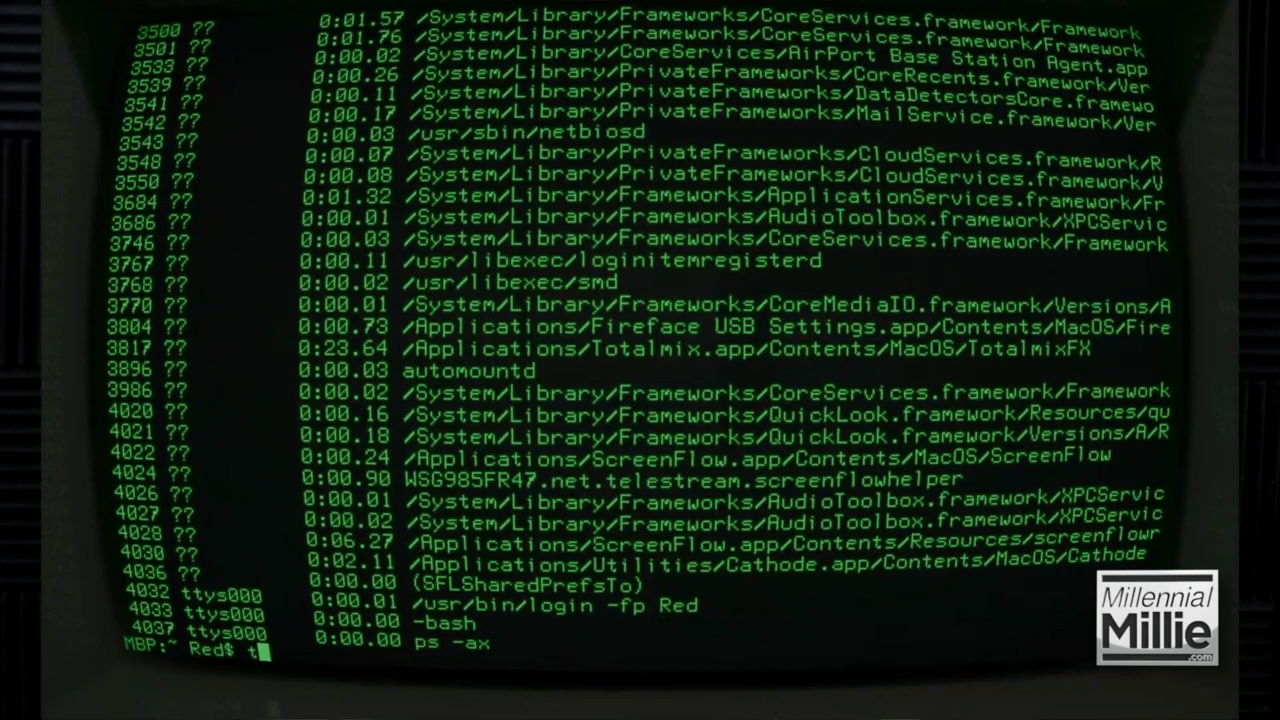 3500 ?? 0:01.57 /System/Library/Frameworks/CoreServices.framework/Framework
3501 ?? 0:01.76 /System/Library/Frameworks/CoreServices.framework/Framework
3533 ?? 0:00.02 /System/Library/CoreServices/AirPort Base Station Agent.app
3539 ?? 0:00.26 /System/Library/PrivateFrameworks/CoreRecents.framework/Ver
3541 ?? 0:00.11 /System/Library/PrivateFrameworks/DataDetectorsCore.framewo
3542 ?? 0:00.17 /System/Library/PrivateFrameworks/MailService.framework/Ver
3543 ?? 0:00.03 /usr/sbin/netbiosd
3548 ?? 0:00.07 /System/Library/PrivateFrameworks/CloudServices.framework/R
3550 ?? 0:00.08 /System/Library/PrivateFrameworks/CloudServices.framework/V
3684 ?? 0:01.32 /System/Library/Frameworks/ApplicationServices.framework/Fr
3686 ?? 0:00.01 /System/Library/Frameworks/AudioToolbox.framework/XPCServic
3746 ?? 0:00.03 /System/Library/Frameworks/CoreServices.framework/Framework
3767 ?? 0:00.11 /usr/libexec/loginitemregisterd
3768 ?? 0:00.02 /usr/libexec/smd
3770 ?? 0:00.01 /System/Library/Frameworks/CoreMediaIO.framework/Versions/A
3804 ?? 0:00.73 /Applications/Fireface USB Settings.app/Contents/MacOS/Fire
3817 ?? 0:23.64 /Applications/Totalmix.app/Contents/MacOS/TotalmixFX
3896 ?? 0:00.03 automountd
3986 ?? 0:00.02 /System/Library/Frameworks/CoreServices.framework/Framework
4020 ?? 0:00.16 /System/Library/Frameworks/QuickLook.framework/Resources/qu
4021 ?? 0:00.18 /System/Library/Frameworks/QuickLook.framework/Versions/A/R
4022 ?? 0:00.24 /Applications/ScreenFlow.app/Contents/MacOS/ScreenFlow
4024 ?? 0:00.90 WSG985FR47.net.telestream.screenflowhelper
4026 ?? 0:00.01 /System/Library/Frameworks/AudioToolbox.framework/XPCServic
4027 ?? 0:00.02 /System/Library/Frameworks/AudioToolbox.framework/XPCServic
4028 ?? 0:06.27 /Applications/ScreenFlow.app/Contents/Resources/screenflowr
4030 ?? 0:02.11 /Applications/Utilities/Cathode.app/Contents/MacOS/Cathode
4036 ?? 0:00.00 (SFLSharedPrefsTo)
4032 ttys000 0:00.01 /usr/bin/login -fp Red
4033 ttys000 0:00.00 -bash
4037 ttys000 0:00.00 ps -ax
MBP:~ Red$ t
Millennial
Millie
.com